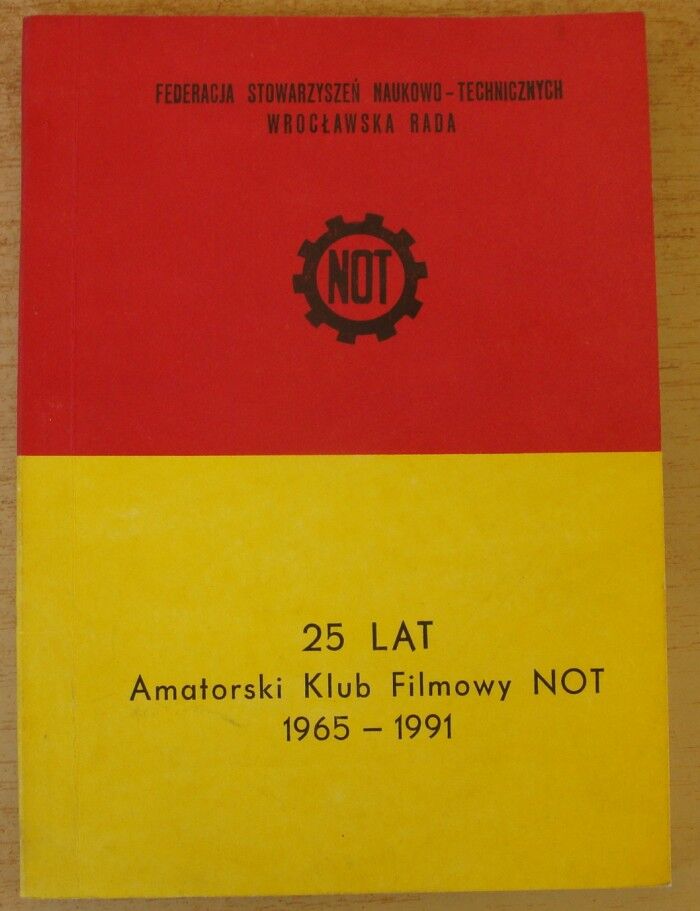 FEDERACJA STOWARZYSZEŃ NAUKOWO-TECHNICZNYCH
WROCŁAWSKA RADA
NOT
25 LAT
Amatorski Klub Filmowy NOT
1965 – 1991